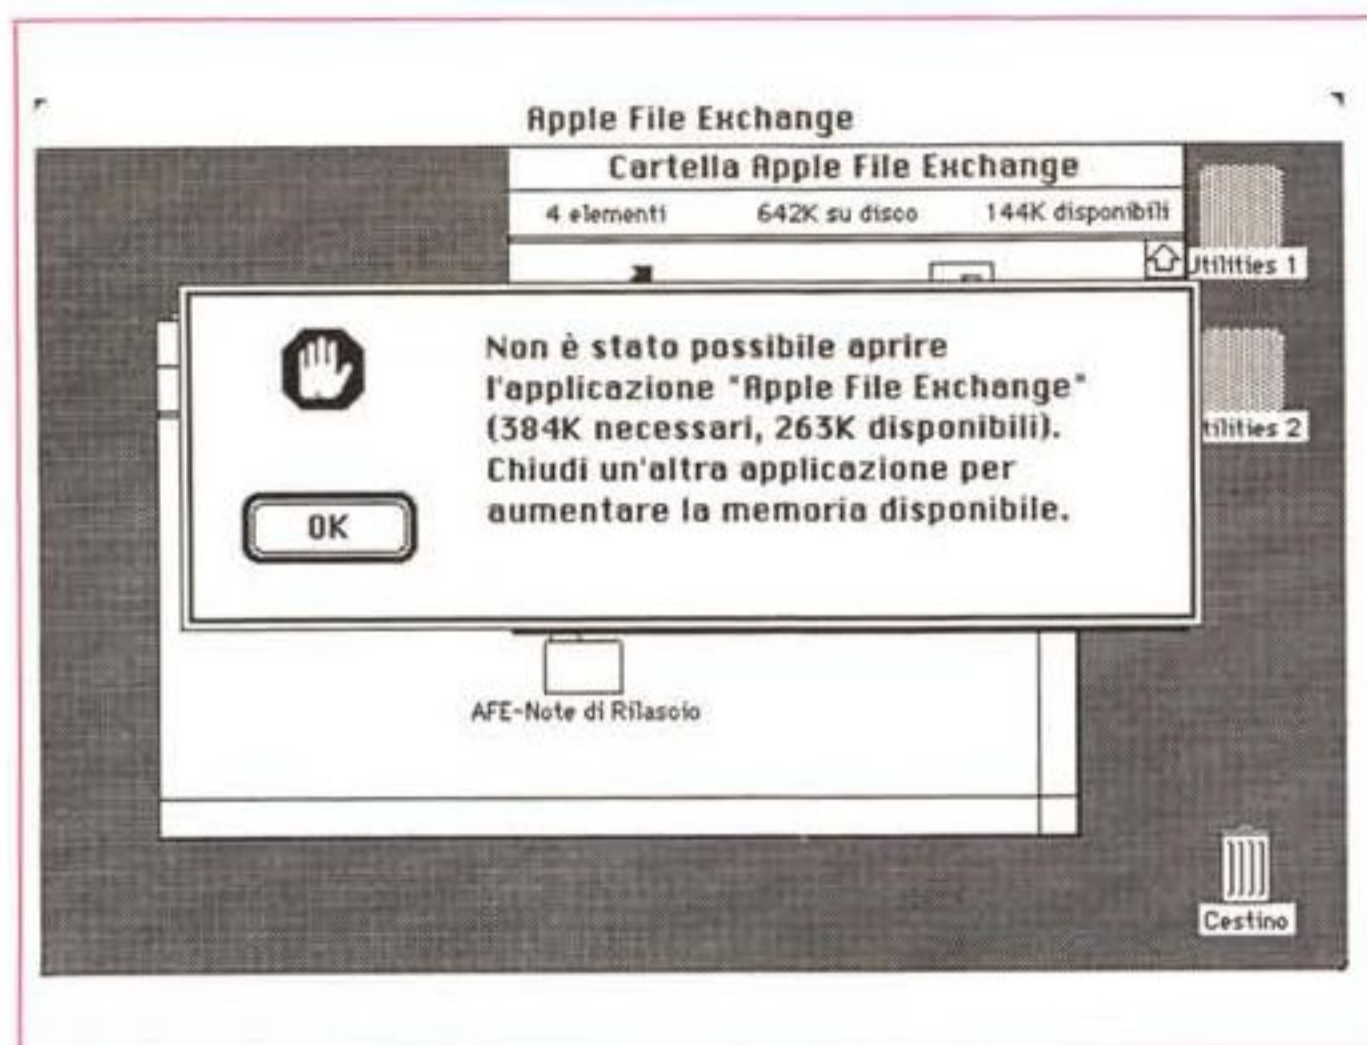 Apple File Exchange
Cartella Apple File Exchange
4 elementi 642K su disco 144K disponibili
Utilities 1
Non è stato possibile aprire
l'applicazione "Apple File Exchange"
(384K necessari, 263K disponibili).
Chiudi un'altra applicazione per
aumentare la memoria disponibile.
OK
tilities 2
AFE-Note di Rilascio
Cestino